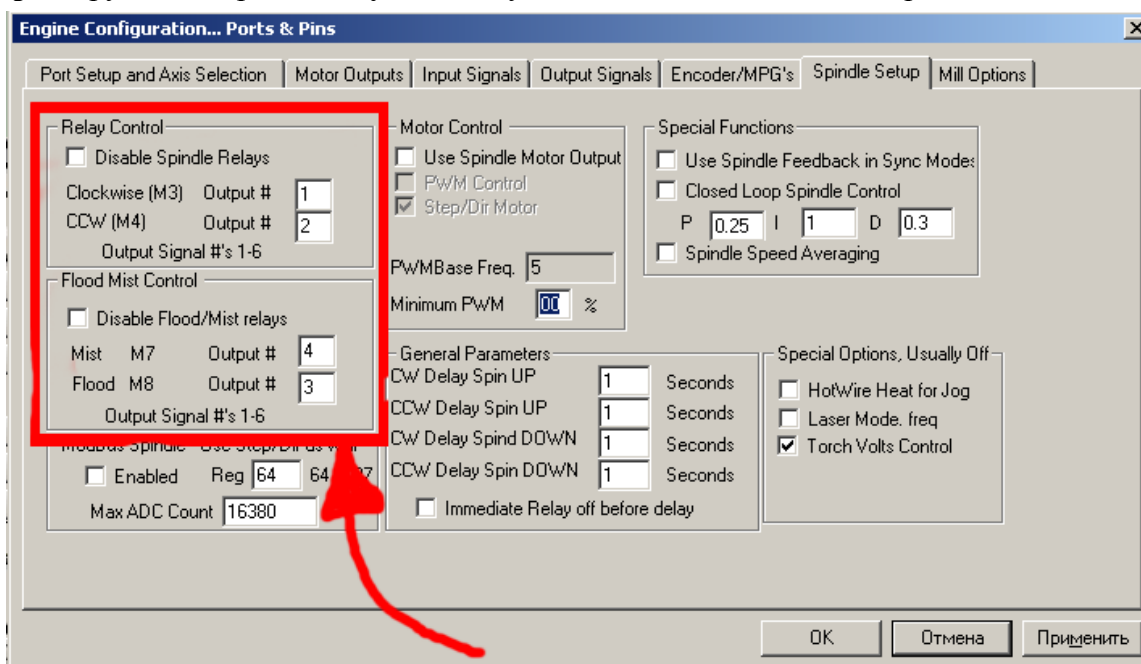 Engine Configuration... Ports & Pins
Port Setup and Axis Selection Motor Outputs Input Signals Output Signals Encoder/MPG's Spindle Setup Mill Options
Relay Control
Disable Spindle Relays
Clockwise (M3) Output # 1
CCW (M4) Output # 2
Output Signal #'s 1-6
Flood Mist Control
Disable Flood/Mist relays
Mist M7 Output # 4
Flood M8 Output # 3
Output Signal #'s 1-6
Spindle
Enabled Reg 64 64
Max ADC Count 16380
Motor Control
Use Spindle Motor Output
PWM Control
Step/Dir Motor
PWMBase Freq. 5
Minimum PWM 00 %
General Parameters
CW Delay Spin UP 1 Seconds
CCW Delay Spin UP 1 Seconds
CW Delay Spind DOWN 1 Seconds
CCW Delay Spin DOWN 1 Seconds
Immediate Relay off before delay
Special Functions
Use Spindle Feedback in Sync Modes
Closed Loop Spindle Control
P 0.25 I 1 D 0.3
Spindle Speed Averaging
Special Options, Usually Off
HotWire Heat for Jog
Laser Mode. freq
Torch Volts Control
OK Отмена Применить